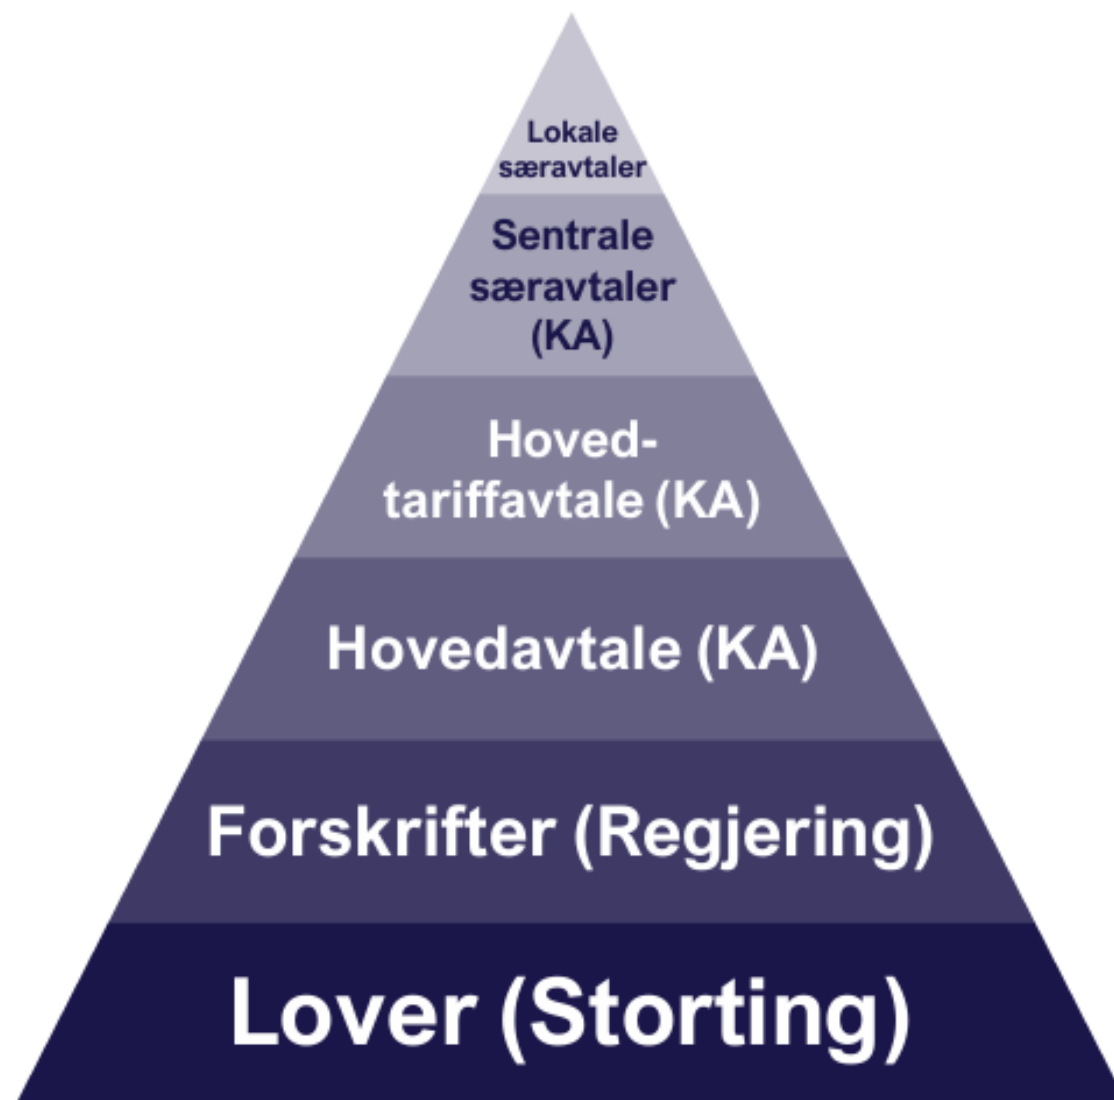 Lokale
særavtaler
Sentrale
særavtaler
(KA)
Hoved-
tariffavtale (KA)
Hovedavtale (KA)
Forskrifter (Regjering)
Lover (Storting)